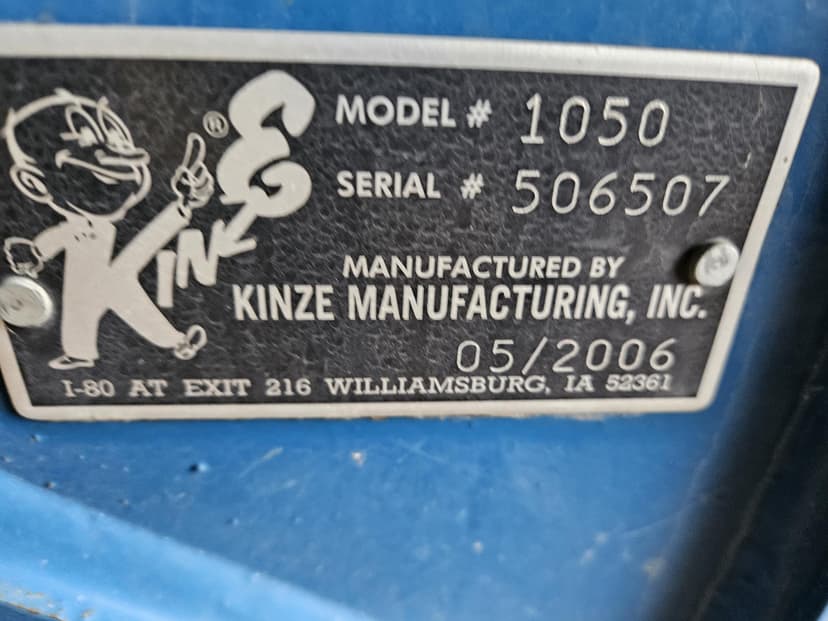 KINZE ®
MODEL # 1050
SERIAL # 506507
MANUFACTURED BY
KINZE MANUFACTURING, INC.
05/2006
I-80 AT EXIT 216 WILLIAMSBURG, IA 52361